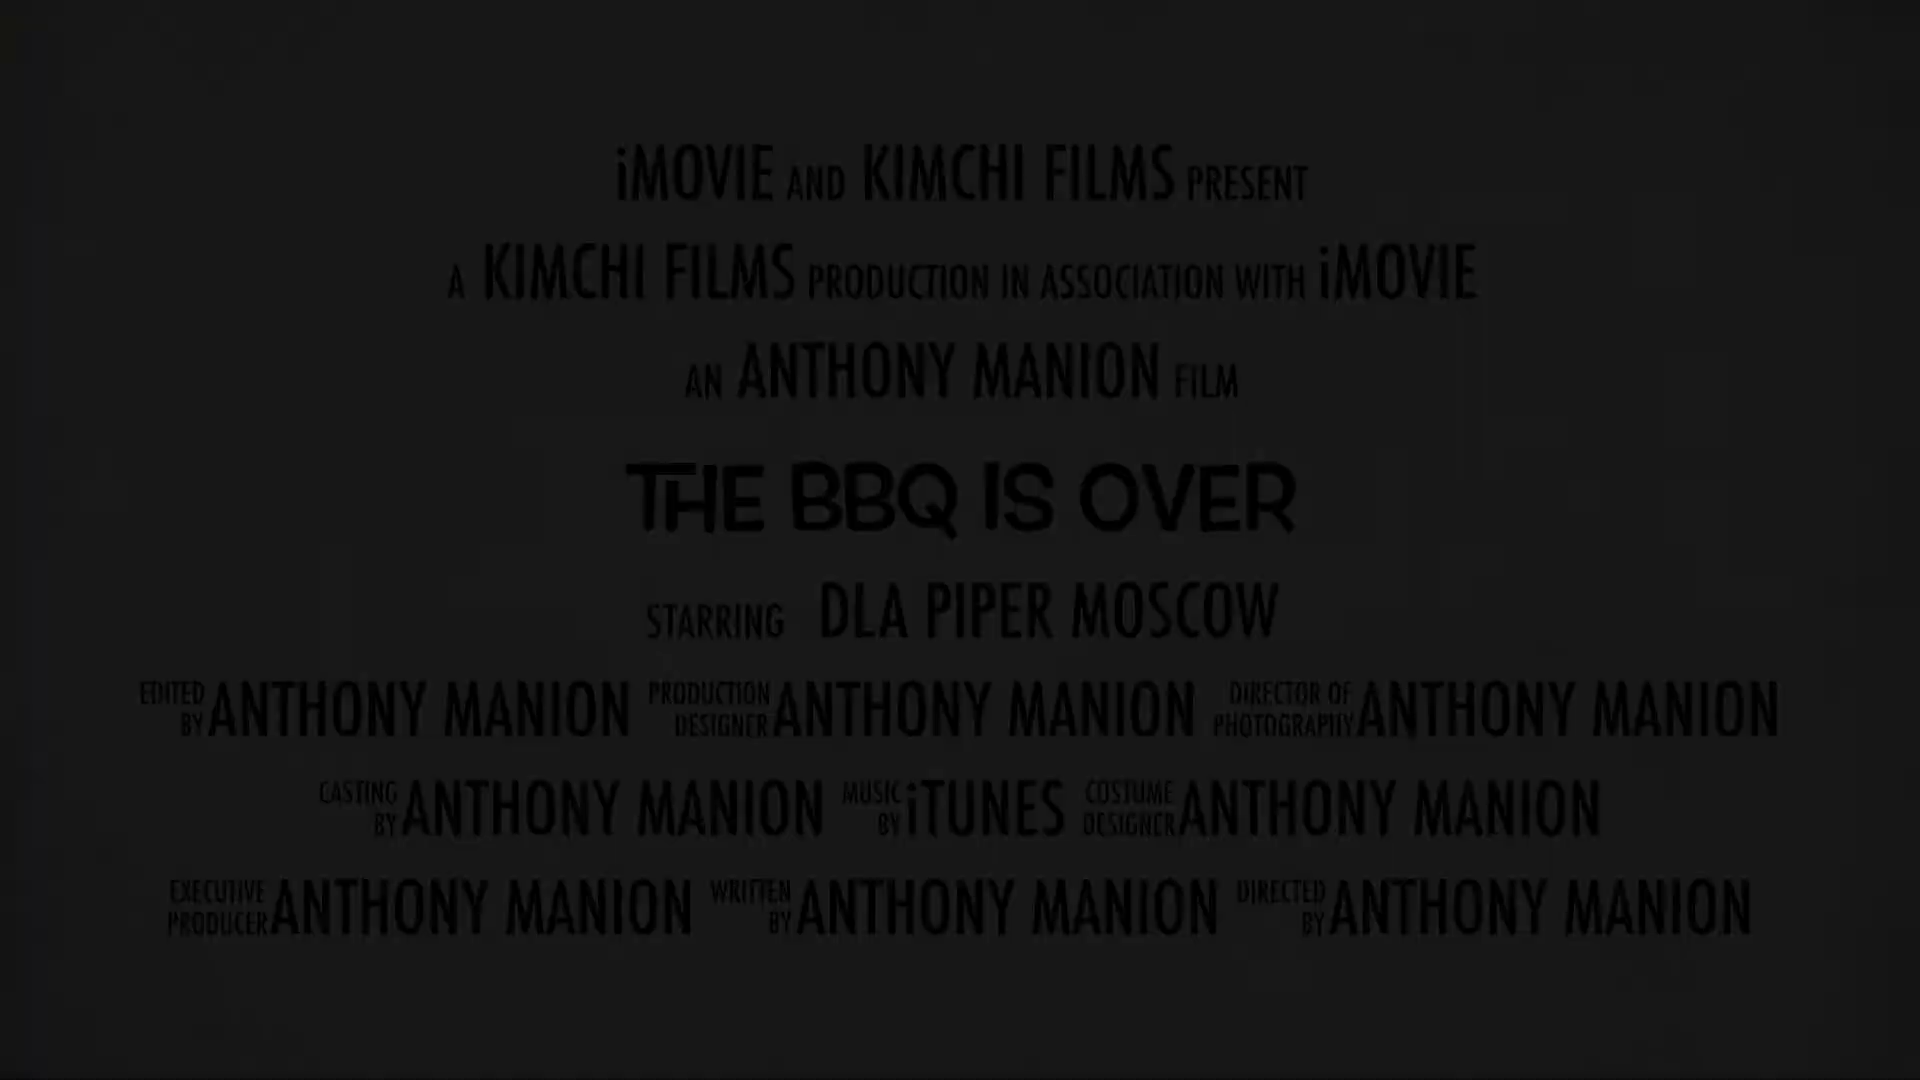 iMOVIE AND KIMCHI FILMS PRESENT
A KIMCHI FILMS PRODUCTION IN ASSOCIATION WITH iMOVIE
AN ANTHONY MANION FILM
THE BBQ IS OVER
STARRING DLA PIPER MOSCOW
EDITED BY ANTHONY MANION PRODUCTION DESIGNER ANTHONY MANION DIRECTOR OF PHOTOGRAPHY ANTHONY MANION
CASTING BY ANTHONY MANION MUSIC BY iTUNES COSTUME DESIGNER ANTHONY MANION
EXECUTIVE PRODUCER ANTHONY MANION WRITTEN BY ANTHONY MANION DIRECTED BY ANTHONY MANION